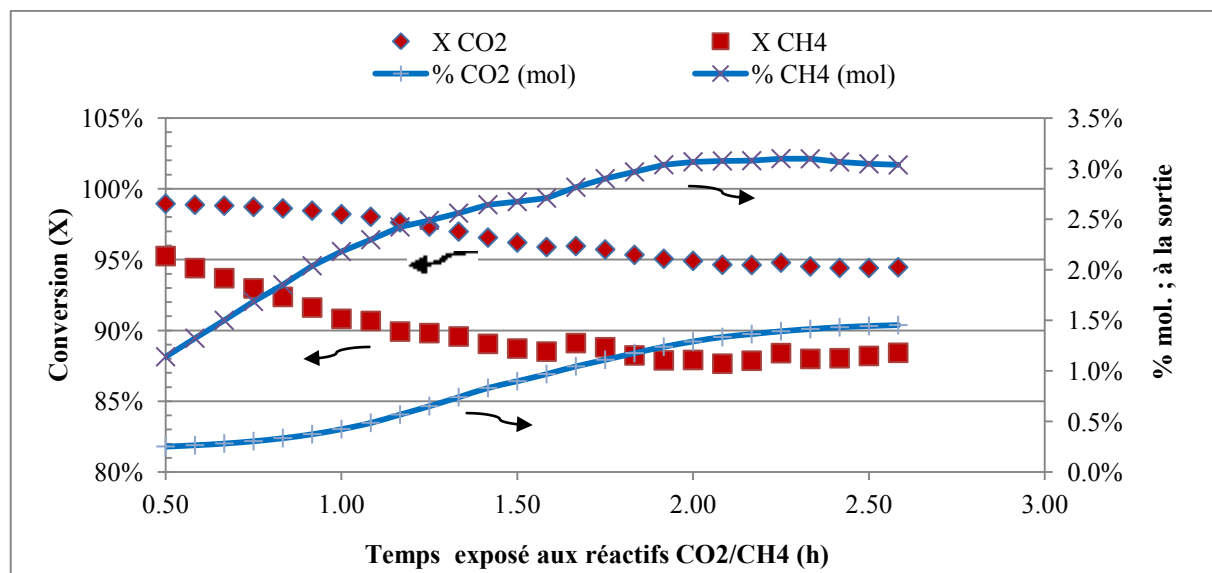 X CO2 X CH4
% CO2 (mol) % CH4 (mol)
Conversion (X)
105%
100%
95%
90%
85%
80%
3.5%
3.0%
2.5%
2.0%
1.5%
1.0%
0.5%
0.0%
% mol. ; à la sortie
0.50 1.00 1.50 2.00 2.50 3.00
Temps exposé aux réactifs CO2/CH4 (h)